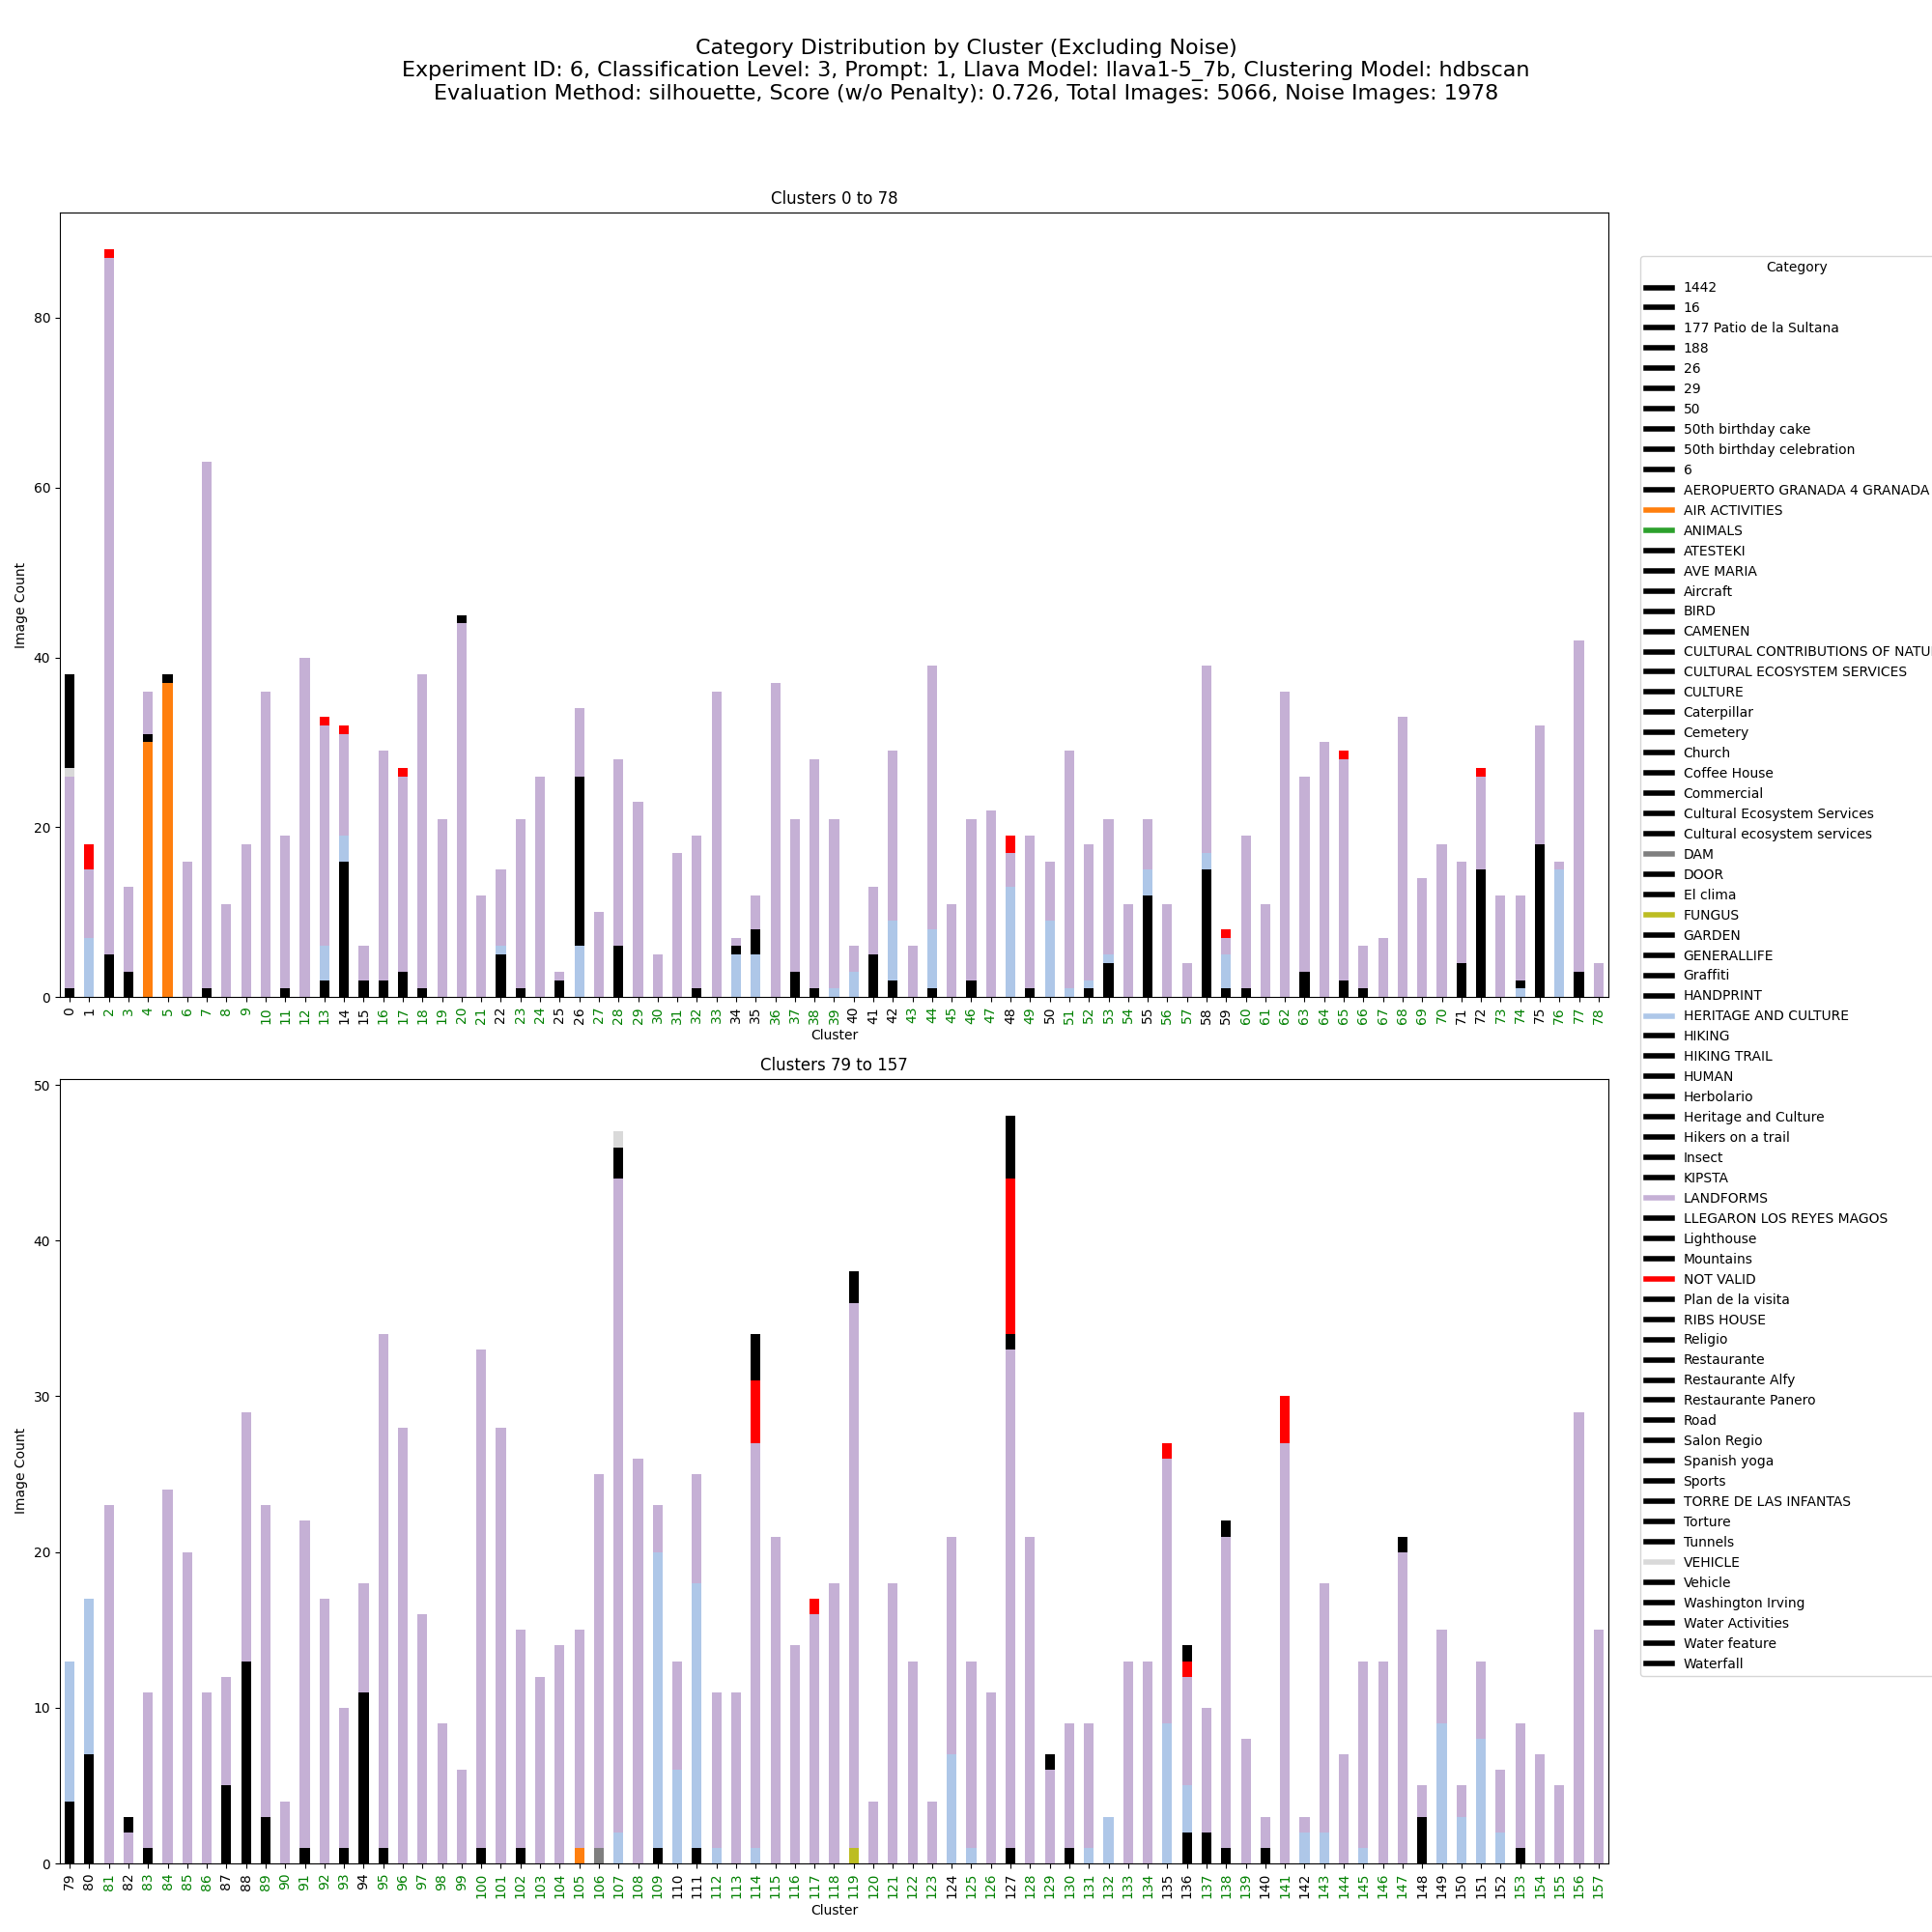 Category Distribution by Cluster (Excluding Noise)
Experiment ID: 6, Classification Level: 3, Prompt: 1, Llava Model: llava1-5_7b, Clustering Model: hdbscan
Evaluation Method: silhouette, Score (w/o Penalty): 0.726, Total Images: 5066, Noise Images: 1978
Clusters 0 to 78
Image Count
80
60
40
20
0
0 1 2 3 4 5 6 7 8 9 10 11 12 13 14 15 16 17 18 19 20 21 22 23 24 25 26 27 28 29 30 31 32 33 34 35 36 37 38 39 40 41 42 43 44 45 46 47 48 49 50 51 52 53 54 55 56 57 58 59 60 61 62 63 64 65 66 67 68 69 70 71 72 73 74 75 76 77 78
Cluster
Clusters 79 to 157
Image Count
50
40
30
20
10
0
79 80 81 82 83 84 85 86 87 88 89 90 91 92 93 94 95 96 97 98 99 100 101 102 103 104 105 106 107 108 109 110 111 112 113 114 115 116 117 118 119 120 121 122 123 124 125 126 127 128 129 130 131 132 133 134 135 136 137 138 139 140 141 142 143 144 145 146 147 148 149 150 151 152 153 154 155 156 157
Cluster
Category
1442
16
177 Patio de la Sultana
188
26
29
50
50th birthday cake
50th birthday celebration
6
AEROPUERTO GRANADA 4 GRANADA
AIR ACTIVITIES
ANIMALS
ATESTEKI
AVE MARIA
Aircraft
BIRD
CAMENEN
CULTURAL CONTRIBUTIONS OF NATU
CULTURAL ECOSYSTEM SERVICES
CULTURE
Caterpillar
Cemetery
Church
Coffee House
Commercial
Cultural Ecosystem Services
Cultural ecosystem services
DAM
DOOR
El clima
FUNGUS
GARDEN
GENERALLIFE
Graffiti
HANDPRINT
HERITAGE AND CULTURE
HIKING
HIKING TRAIL
HUMAN
Herbolario
Heritage and Culture
Hikers on a trail
Insect
KIPSTA
LANDFORMS
LLEGARON LOS REYES MAGOS
Lighthouse
Mountains
NOT VALID
Plan de la visita
RIBS HOUSE
Religio
Restaurante
Restaurante Alfy
Restaurante Panero
Road
Salon Regio
Spanish yoga
Sports
TORRE DE LAS INFANTAS
Torture
Tunnels
VEHICLE
Vehicle
Washington Irving
Water Activities
Water feature
Waterfall